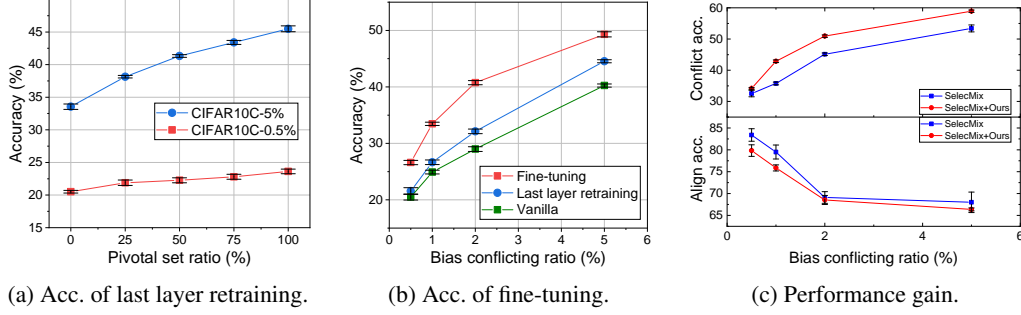 45
40
35
30
25
20
15
Accuracy (%)
CIFAR10C-5%
CIFAR10C-0.5%
0 25 50 75 100
Pivotal set ratio (%)
(a) Acc. of last layer retraining.
50
40
30
20
Accuracy (%)
Fine-tuning
Last layer retraining
Vanilla
0 1 2 3 4 5 6
Bias conflicting ratio (%)
(b) Acc. of fine-tuning.
60
50
40
30
Conflict acc.
SelecMix
SelecMix+Ours
85
80
75
70
65
Align acc.
SelecMix
SelecMix+Ours
0 2 4 6
Bias conflicting ratio (%)
(c) Performance gain.